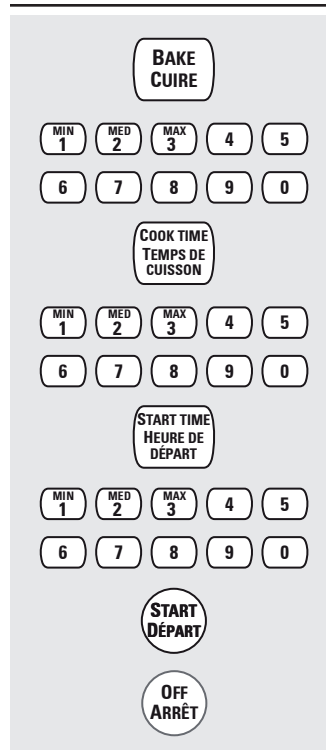 BAKE
CUIRE
MIN MED MAX
1 2 3 4 5
6 7 8 9 0
COOK TIME
TEMPS DE
CUISSON
MIN MED MAX
1 2 3 4 5
6 7 8 9 0
START TIME
HEURE DE
DÉPART
MIN MED MAX
1 2 3 4 5
6 7 8 9 0
START
DÉPART
OFF
ARRÊT